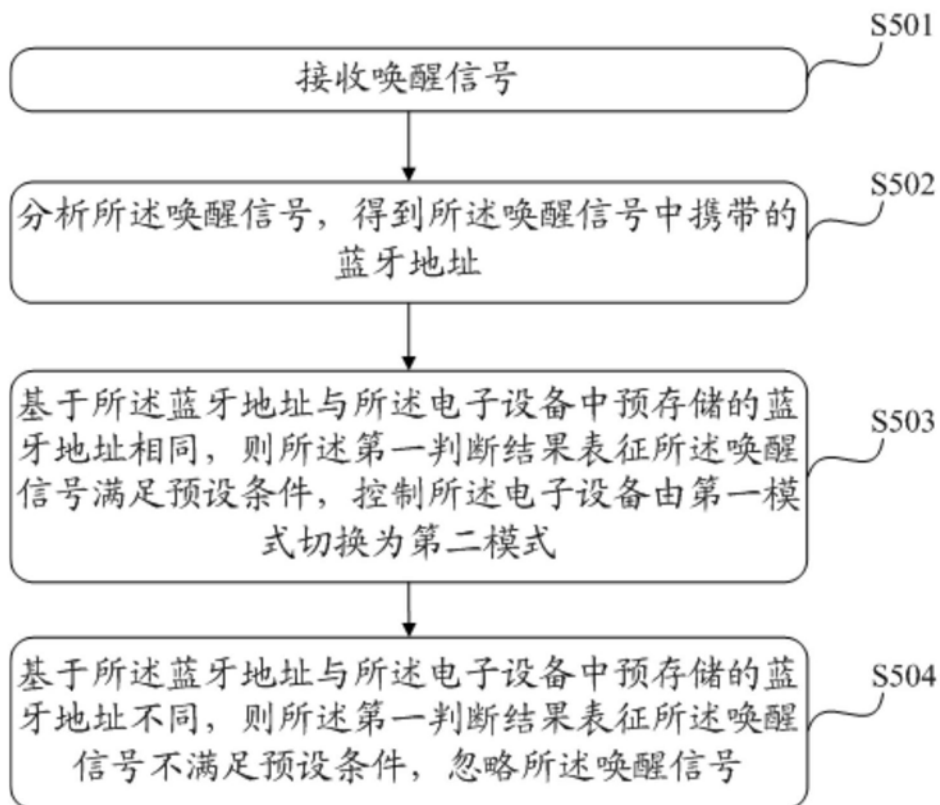 S501
接收唤醒信号
S502
分析所述唤醒信号，得到所述唤醒信号中携带的
蓝牙地址
S503
基于所述蓝牙地址与所述电子设备中预存储的蓝
牙地址相同，则所述第一判断结果表征所述唤醒
信号满足预设条件，控制所述电子设备由第一模
式切换为第二模式
S504
基于所述蓝牙地址与所述电子设备中预存储的蓝
牙地址不同，则所述第一判断结果表征所述唤醒
信号不满足预设条件，忽略所述唤醒信号